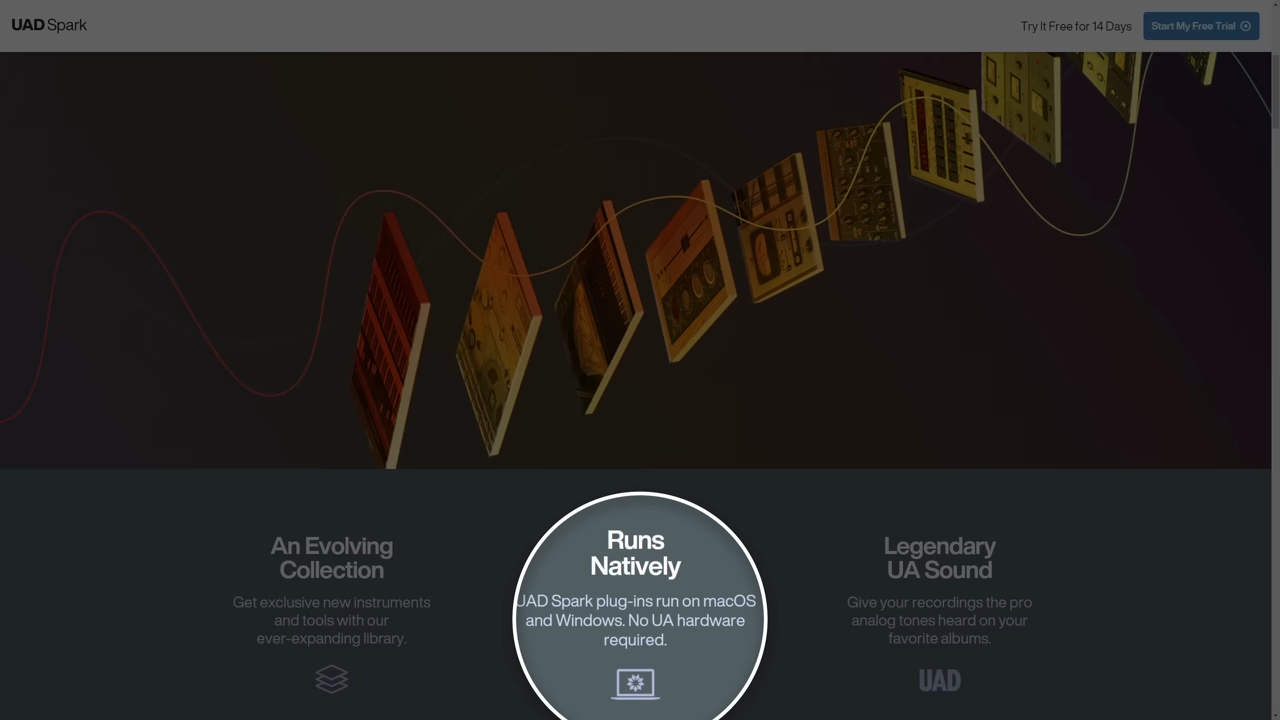 UAD Spark
Try It Free for 14 Days
Start My Free Trial
An Evolving
Collection
Get exclusive new instruments
and tools with our
ever-expanding library.
Runs
Natively
UAD Spark plug-ins run on macOS
and Windows. No UA hardware
required.
Legendary
UA Sound
Give your recordings the pro
analog tones heard on your
favorite albums.
UAD